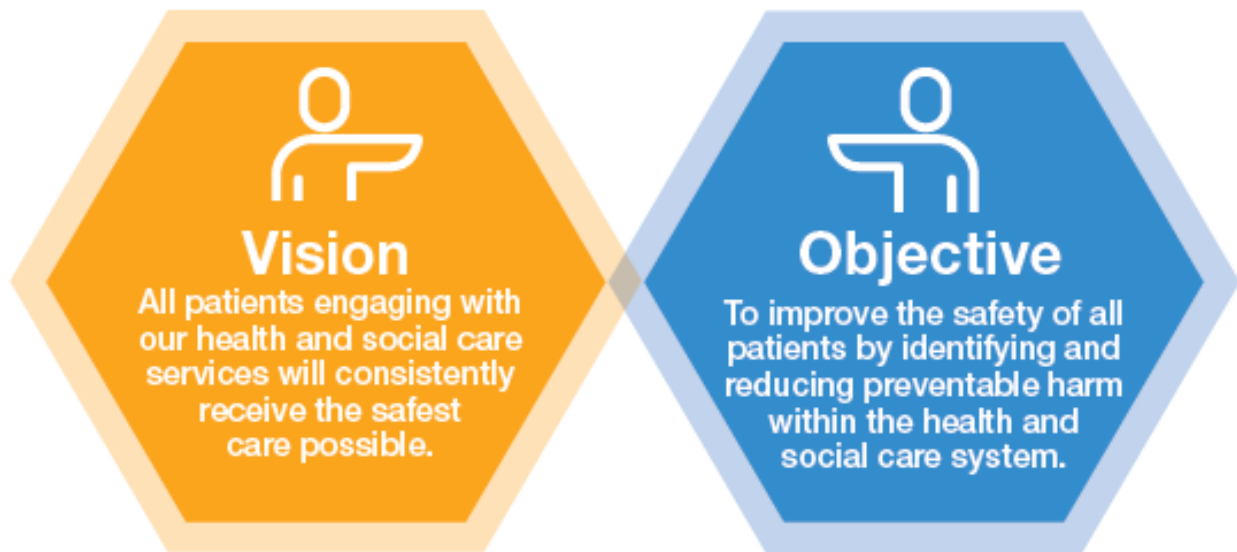 Vision
All patients engaging with
our health and social care
services will consistently
receive the safest
care possible.
Objective
To improve the safety of all
patients by identifying and
reducing preventable harm
within the health and
social care system.